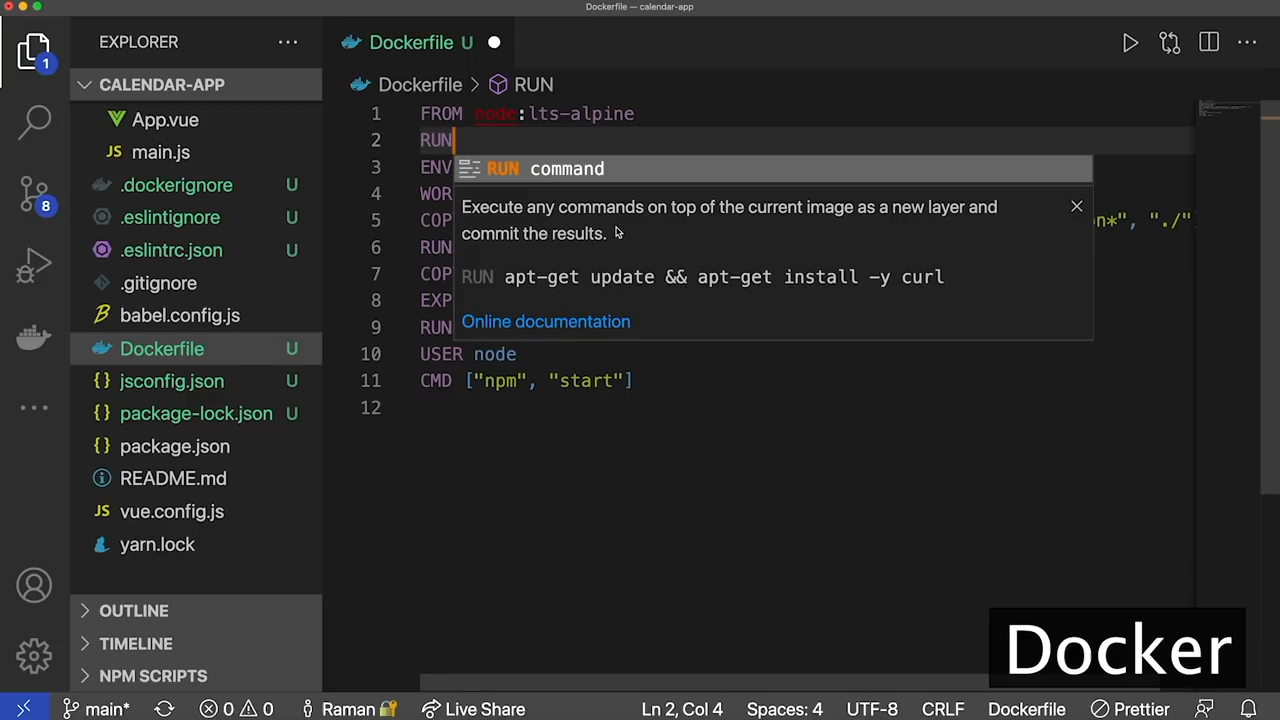 Dockerfile — calendar-app
EXPLORER
Dockerfile U
1
CALENDAR-APP
Dockerfile > RUN
App.vue
main.js
.dockerignore U
.eslintignore U
.eslintrc.json U
.gitignore
babel.config.js
Dockerfile U
jsconfig.json U
package-lock.json U
package.json
README.md
vue.config.js
yarn.lock
8
OUTLINE
TIMELINE
NPM SCRIPTS
1 FROM node:lts-alpine
2 RUN
RUN command
Execute any commands on top of the current image as a new layer and
commit the results.
RUN apt-get update && apt-get install -y curl
Online documentation
3 ENV
4 WOR
5 COP n*", "./"
6 RUN
7 COP
8 EXP
9 RUN
10 USER node
11 CMD ["npm", "start"]
12
Docker
main* 0 0 Raman Live Share Ln 2, Col 4 Spaces: 4 UTF-8 CRLF Dockerfile Prettier